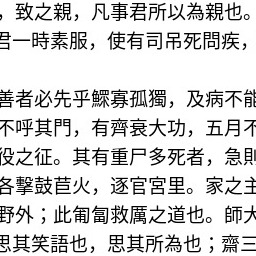 ，致之親，凡事君所以為親也。
君一時素服，使有司吊死問疾，
善者必先乎鰥寡孤獨，及病不能
不呼其門，有齊衰大功，五月不
役之征。其有重尸多死者，急則
各擊鼓苣火，逐官宮里。家之主
野外；此匍匐救厲之道也。師大
思其笑語也，思其所為也；齋三